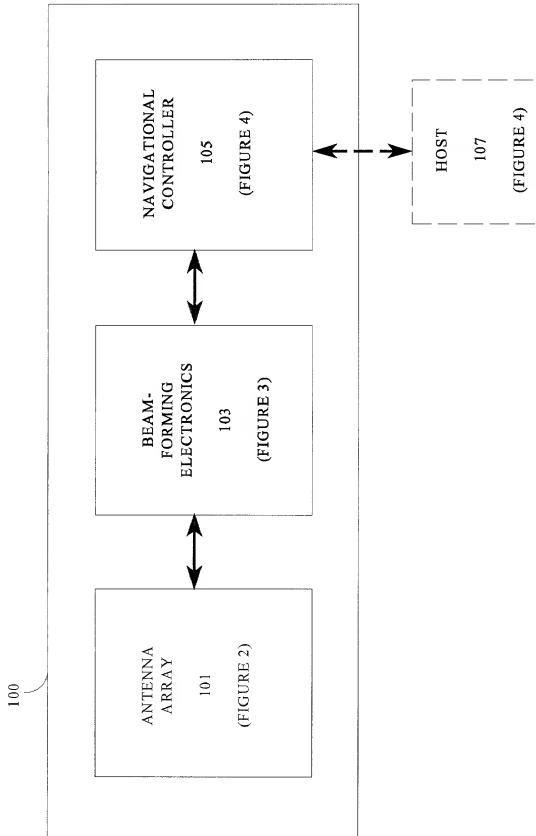 100
ANTENNA
ARRAY
101
(FIGURE 2)
BEAM-
FORMING
ELECTRONICS
103
(FIGURE 3)
NAVIGATIONAL
CONTROLLER
105
(FIGURE 4)
HOST
107
(FIGURE 4)